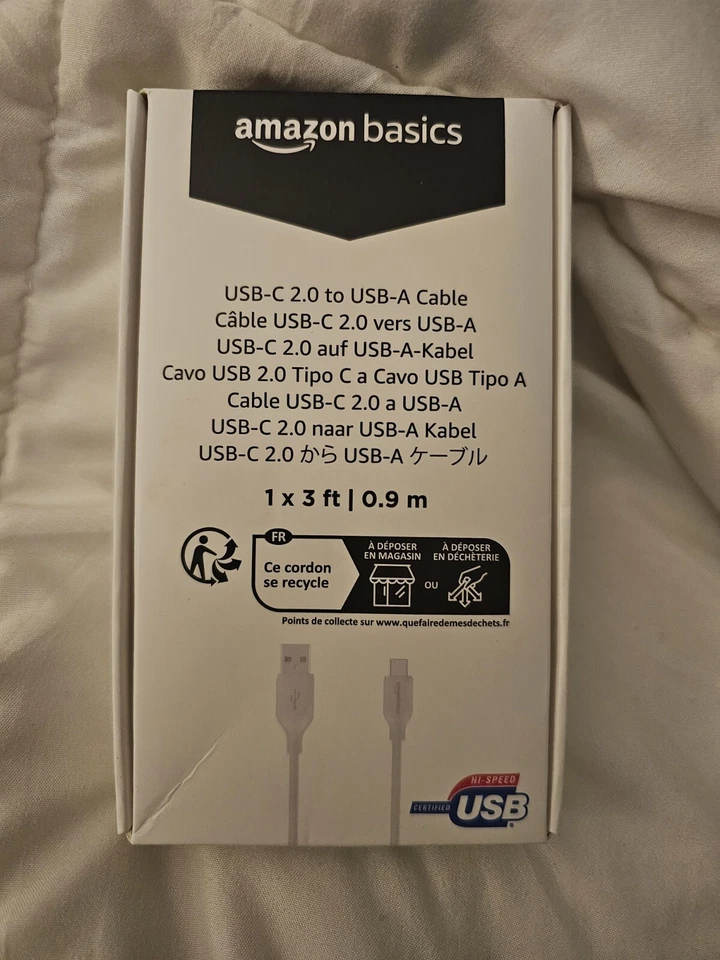 amazon basics
USB-C 2.0 to USB-A Cable
Câble USB-C 2.0 vers USB-A
USB-C 2.0 auf USB-A-Kabel
Cavo USB 2.0 Tipo C a Cavo USB Tipo A
Cable USB-C 2.0 a USB-A
USB-C 2.0 naar USB-A Kabel
USB-C 2.0 から USB-A ケーブル
1 x 3 ft | 0.9 m
FR
Ce cordon
se recycle
À DÉPOSER
EN MAGASIN
OU
À DÉPOSER
EN DÉCHÈTERIE
Points de collecte sur www.quefairedemesdechets.fr
HI-SPEED
CERTIFIED
USB